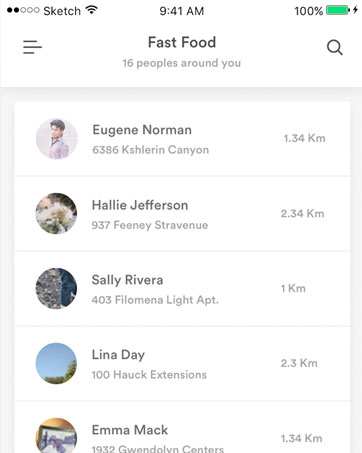 Sketch 9:41 AM 100%
Fast Food
16 peoples around you
Eugene Norman
1.34 Km
6386 Kshlerin Canyon
Hallie Jefferson
2.34 Km
937 Feeney Stravenue
Sally Rivera
1 Km
403 Filomena Light Apt.
Lina Day
2.3 Km
100 Hauck Extensions
Emma Mack
1.34 Km
1932 Gwendolyn Centers